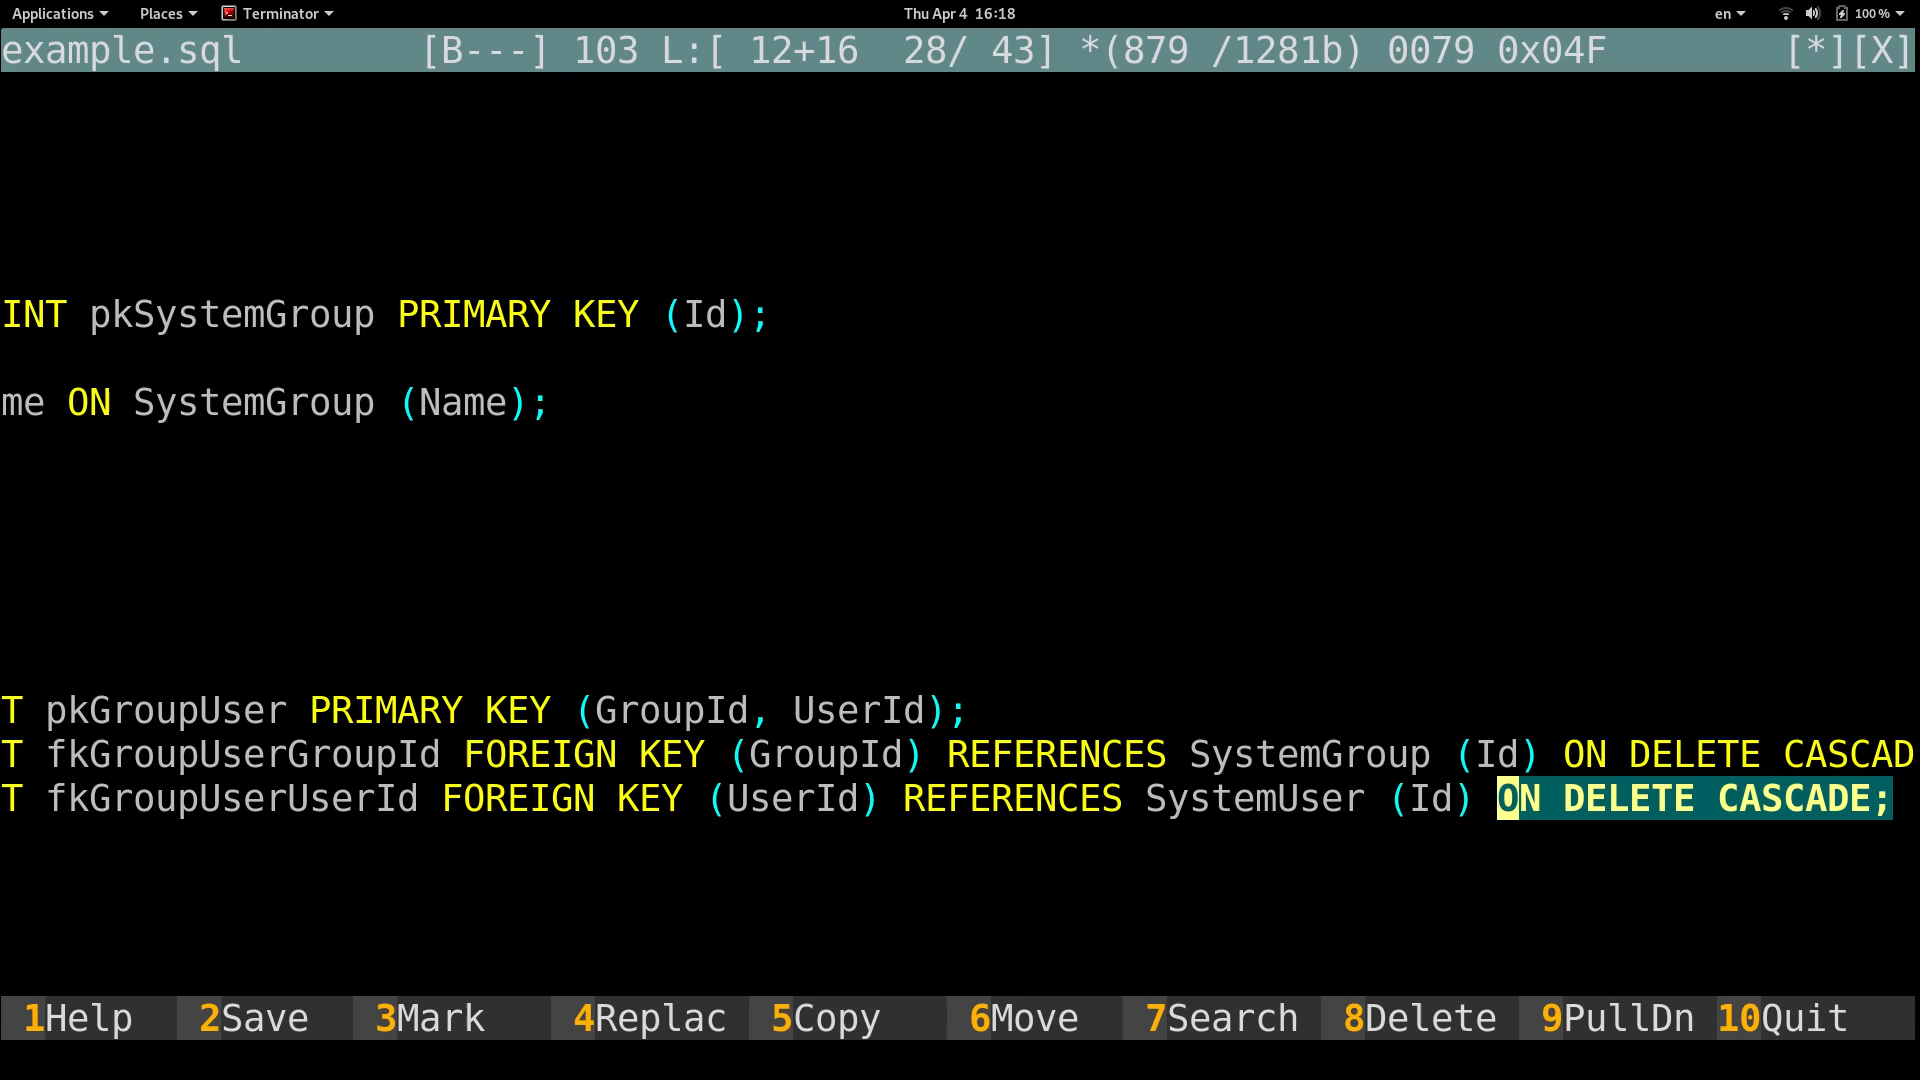 Applications Places Terminator Thu Apr 4 16:18 en 100 %
example.sql [B---] 103 L:[ 12+16 28/ 43] *(879 /1281b) 0079 0x04F [*][X]
INT pkSystemGroup PRIMARY KEY (Id);
me ON SystemGroup (Name);
T pkGroupUser PRIMARY KEY (GroupId, UserId);
T fkGroupUserGroupId FOREIGN KEY (GroupId) REFERENCES SystemGroup (Id) ON DELETE CASCAD
T fkGroupUserUserId FOREIGN KEY (UserId) REFERENCES SystemUser (Id) ON DELETE CASCADE;
1Help 2Save 3Mark 4Replac 5Copy 6Move 7Search 8Delete 9PullDn 10Quit